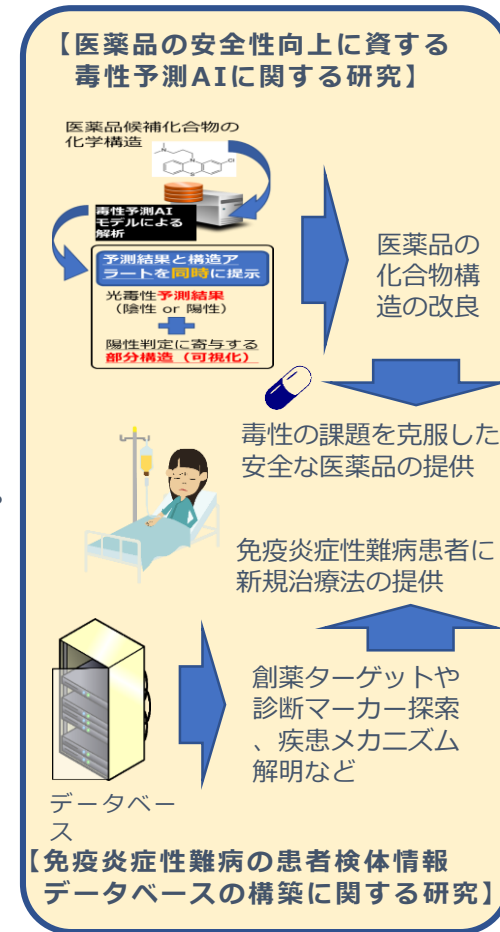 【医薬品の安全性向上に資する
毒性予測AIに関する研究】
医薬品候補化合物の
化学構造
Cl
N
N
S
毒性予測AI
モデルによる
解析
予測結果と構造ア
ラートを同時に提示
光毒性予測結果
（陰性 or 陽性）
陽性判定に寄与する
部分構造（可視化）
医薬品の
化合物構
造の改良
毒性の課題を克服した
安全な医薬品の提供
免疫炎症性難病患者に
新規治療法の提供
創薬ターゲットや
診断マーカー探索
、疾患メカニズム
解明など
データベー
ス
【免疫炎症性難病の患者検体情報
データベースの構築に関する研究】